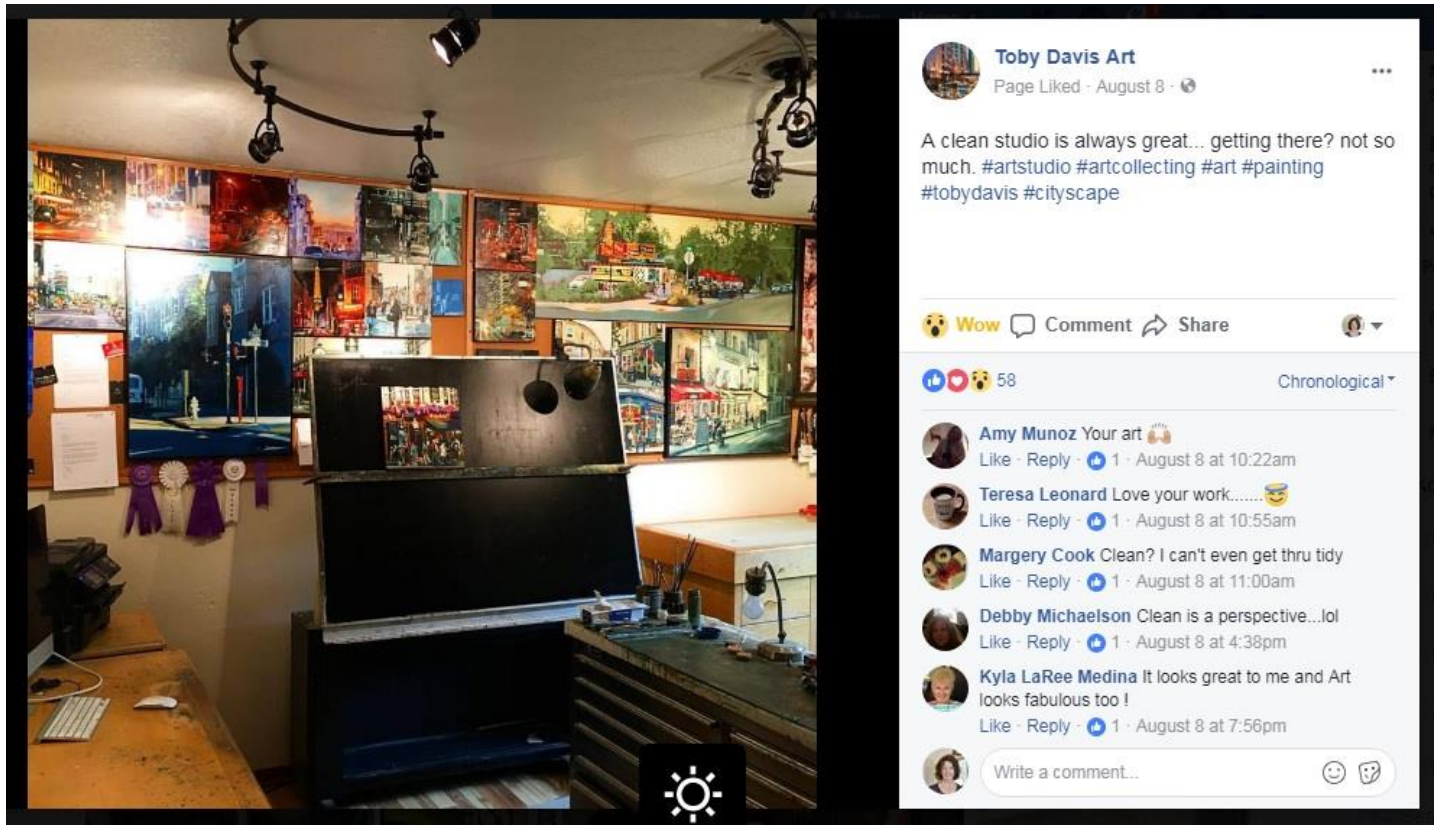 Toby Davis Art
Page Liked · August 8 ·
A clean studio is always great... getting there? not so
much. #artstudio #artcollecting #art #painting
#tobydavis #cityscape
Wow Comment Share
58 Chronological
Amy Munoz Your art 🙌🏼
Like · Reply · 1 · August 8 at 10:22am
Teresa Leonard Love your work.......😇
Like · Reply · 1 · August 8 at 10:55am
Margery Cook Clean? I can't even get thru tidy
Like · Reply · 1 · August 8 at 11:00am
Debby Michaelson Clean is a perspective...lol
Like · Reply · 1 · August 8 at 4:38pm
Kyla LaRee Medina It looks great to me and Art
looks fabulous too !
Like · Reply · 1 · August 8 at 7:56pm
Write a comment...